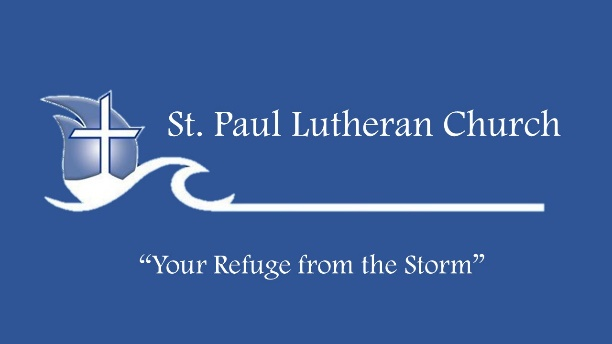 St. Paul Lutheran Church
“Your Refuge from the Storm”